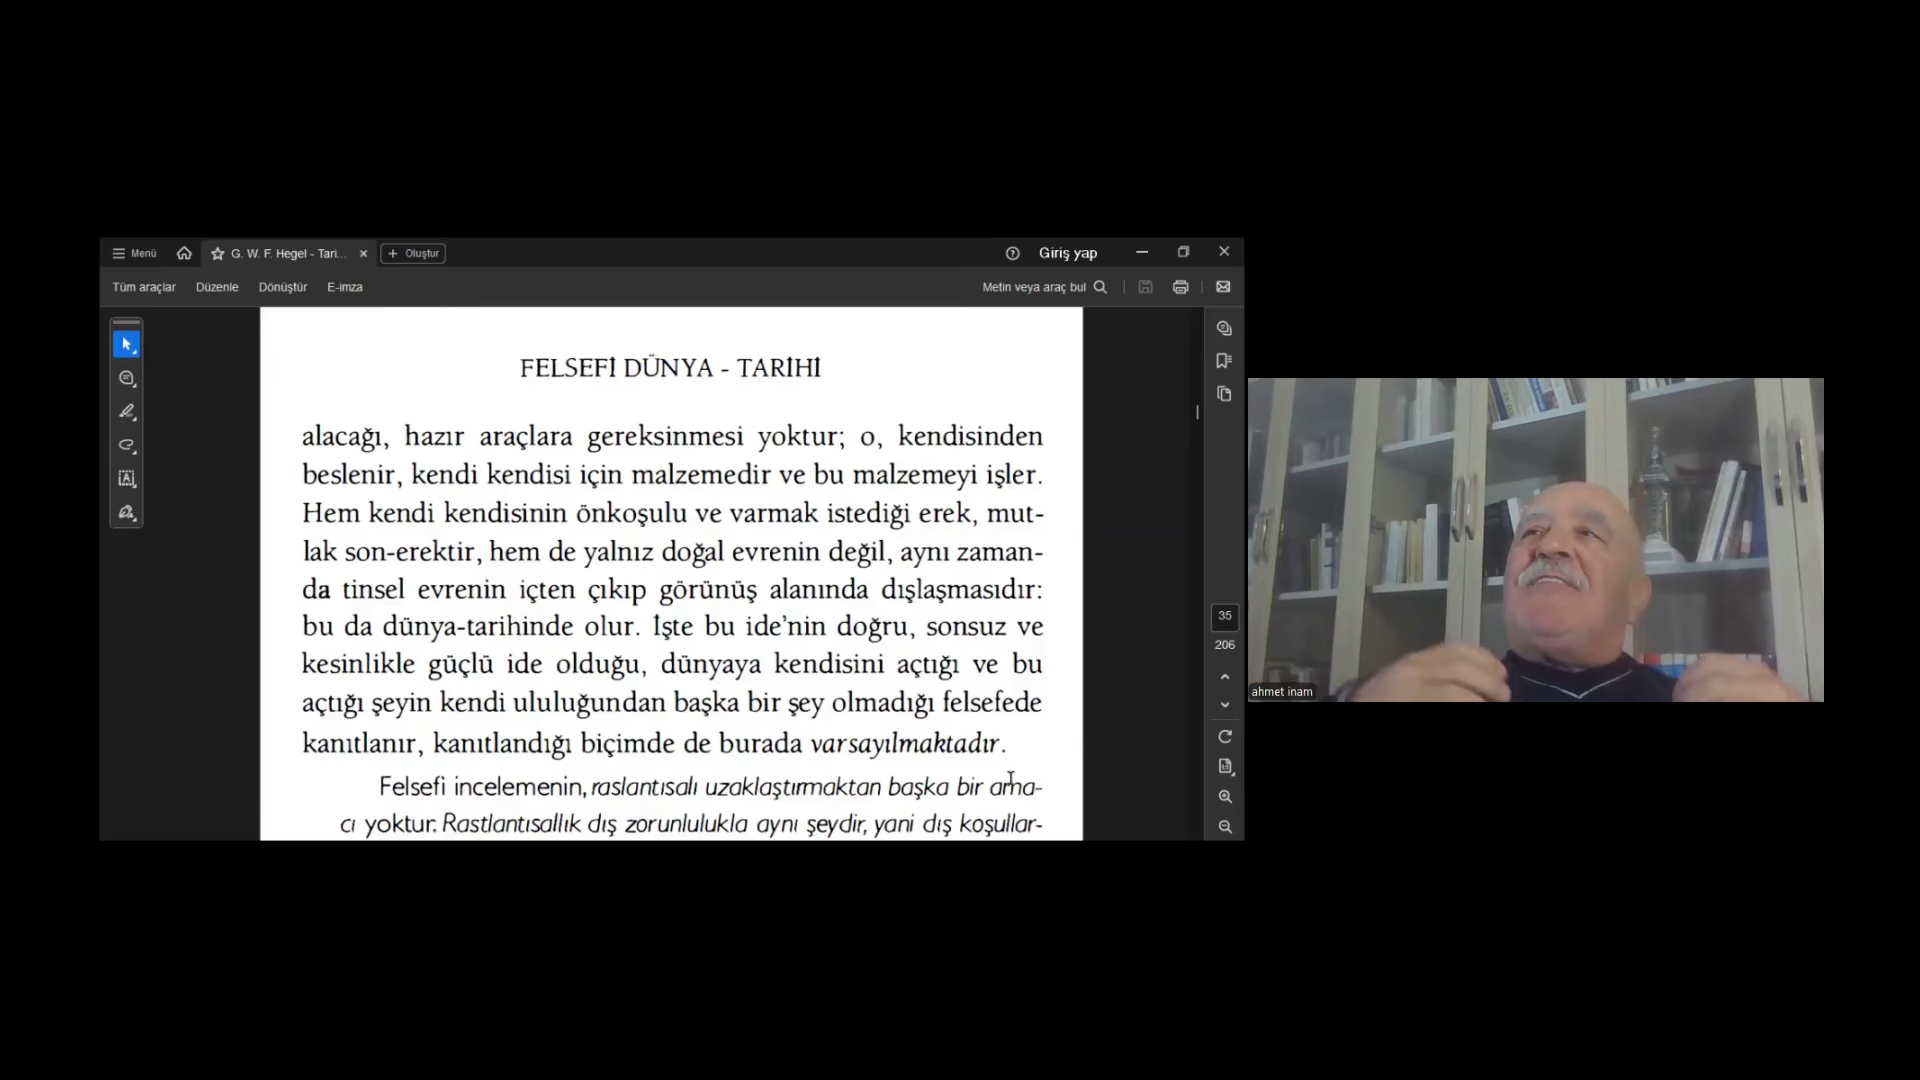 Menü
G. W. F. Hegel - Tari...
Oluştur
Giriş yap
Tüm araçlar
Düzenle
Dönüştür
E-imza
Metin veya araç bul
FELSEFİ DÜNYA - TARİHİ
alacağı, hazır araçlara gereksinmesi yoktur; o, kendisinden
beslenir, kendi kendisi için malzemedir ve bu malzemeyi işler.
Hem kendi kendisinin önkoşulu ve varmak istediği erek, mut-
lak son-erektir, hem de yalnız doğal evrenin değil, aynı zaman-
da tinsel evrenin içten çıkıp görünüş alanında dışlaşmasıdır:
bu da dünya-tarihinde olur. İşte bu ide'nin doğru, sonsuz ve
kesinlikle güçlü ide olduğu, dünyaya kendisini açtığı ve bu
açtığı şeyin kendi ululuğundan başka bir şey olmadığı felsefede
kanıtlanır, kanıtlandığı biçimde de burada varsayılmaktadır.
Felsefi incelemenin, raslantısalı uzaklaştırmaktan başka bir ama-
cı yoktur. Rastlantısallık dış zorunlulukla aynı şeydir, yani dış koşullar-
35
206
ahmet inam